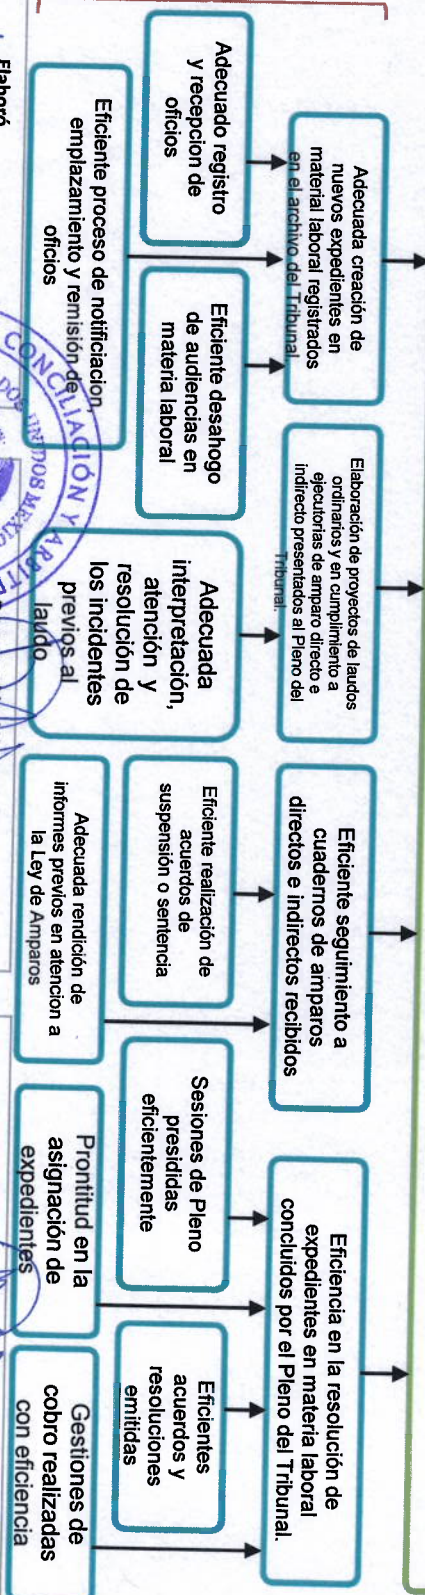 Adecuada creación de
nuevos expedientes en
material laboral registrados
en el archivo del Tribunal
Elaboración de proyectos de laudos
ordinarios y en cumplimiento a
ejecutorias de amparo directo e
indirecto presentados al Pleno del
Tribunal.
Eficiente seguimiento a
cuadernos de amparos
directos e indirectos recibidos
Eficiencia en la resolución de
expedientes en materia laboral
concluidos por el Pleno del Tribunal.
Adecuado registro
y recepcion de
oficios
Eficiente desahogo
de audiencias en
materia laboral
Adecuada
interpretación,
atención y
resolución de
los incidentes
previos al
laudo
Eficiente realización de
acuerdos de
suspensión o sentencia
Sesiones de Pleno
presididas
eficientemente
Eficientes
acuerdos y
resoluciones
emitidas
Eficiente proceso de notificiacion,
emplazamiento y remisión de
oficios
Adecuada rendición de
informes previos en atencion a
la Ley de Amparos
Prontitud en la
asignación de
expedientes
Gestiones de
cobro realizadas
con eficiencia
CONCILIACIÓN Y ARBIT
UNIDOS MEXIC
Elaboró